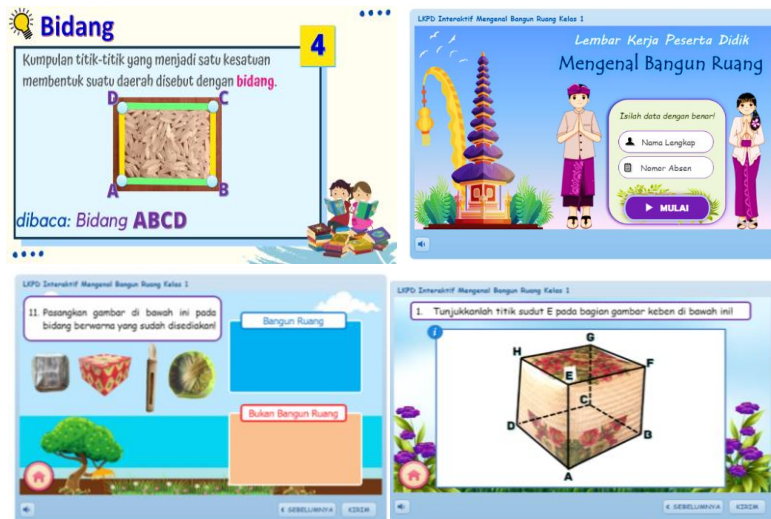 Bidang
4
Kumpulan titik-titik yang menjadi satu kesatuan
membentuk suatu daerah disebut dengan bidang.
D
C
A
B
dibaca: Bidang ABCD
LKPD Interaktif Mengenal Bangun Ruang Kelas 1
Lembar Kerja Peserta Didik
Mengenal Bangun Ruang
Isilah data dengan benar!
Nama Lengkap
Nomor Absen
MULAI
LKPD Interaktif Mengenal Bangun Ruang Kelas 1
11. Pasangkan gambar di bawah ini pada
bidang berwarna yang sudah disediakan!
Bangun Ruang
Bukan Bangun Ruang
SEBELUMNYA
KIRIM
LKPD Interaktif Mengenal Bangun Ruang Kelas 1
1. Tunjukkanlah titik sudut E pada bagian gambar keben di bawah ini!
G
H
F
E
C
D
B
A
SEBELUMNYA
KIRIM